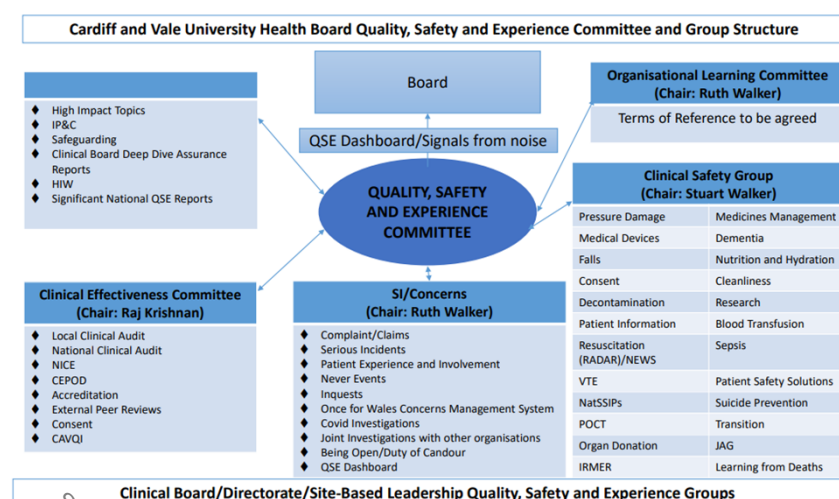 Cardiff and Vale University Health Board Quality, Safety and Experience Committee and Group Structure
Board
QSE Dashboard/Signals from noise
QUALITY, SAFETY
AND EXPERIENCE
COMMITTEE
♦ High Impact Topics
♦ IP&C
♦ Safeguarding
♦ Clinical Board Deep Dive Assurance
Reports
♦ HIW
♦ Significant National QSE Reports
Organisational Learning Committee
(Chair: Ruth Walker)
Terms of Reference to be agreed
Clinical Safety Group
(Chair: Stuart Walker)
Pressure Damage Medicines Management
Medical Devices Dementia
Falls Nutrition and Hydration
Consent Cleanliness
Decontamination Research
Patient Information Blood Transfusion
Resuscitation Sepsis
(RADAR)/NEWS
VTE Patient Safety Solutions
NatSSIPs Suicide Prevention
POCT Transition
Organ Donation JAG
IRMER Learning from Deaths
Clinical Effectiveness Committee
(Chair: Raj Krishnan)
♦ Local Clinical Audit
♦ National Clinical Audit
♦ NICE
♦ CEPOD
♦ Accreditation
♦ External Peer Reviews
♦ Consent
♦ CAVQI
SI/Concerns
(Chair: Ruth Walker)
♦ Complaint/Claims
♦ Serious Incidents
♦ Patient Experience and Involvement
♦ Never Events
♦ Inquests
♦ Once for Wales Concerns Management System
♦ Covid Investigations
♦ Joint Investigations with other organisations
♦ Being Open/Duty of Candour
♦ QSE Dashboard
Clinical Board/Directorate/Site-Based Leadership Quality, Safety and Experience Groups